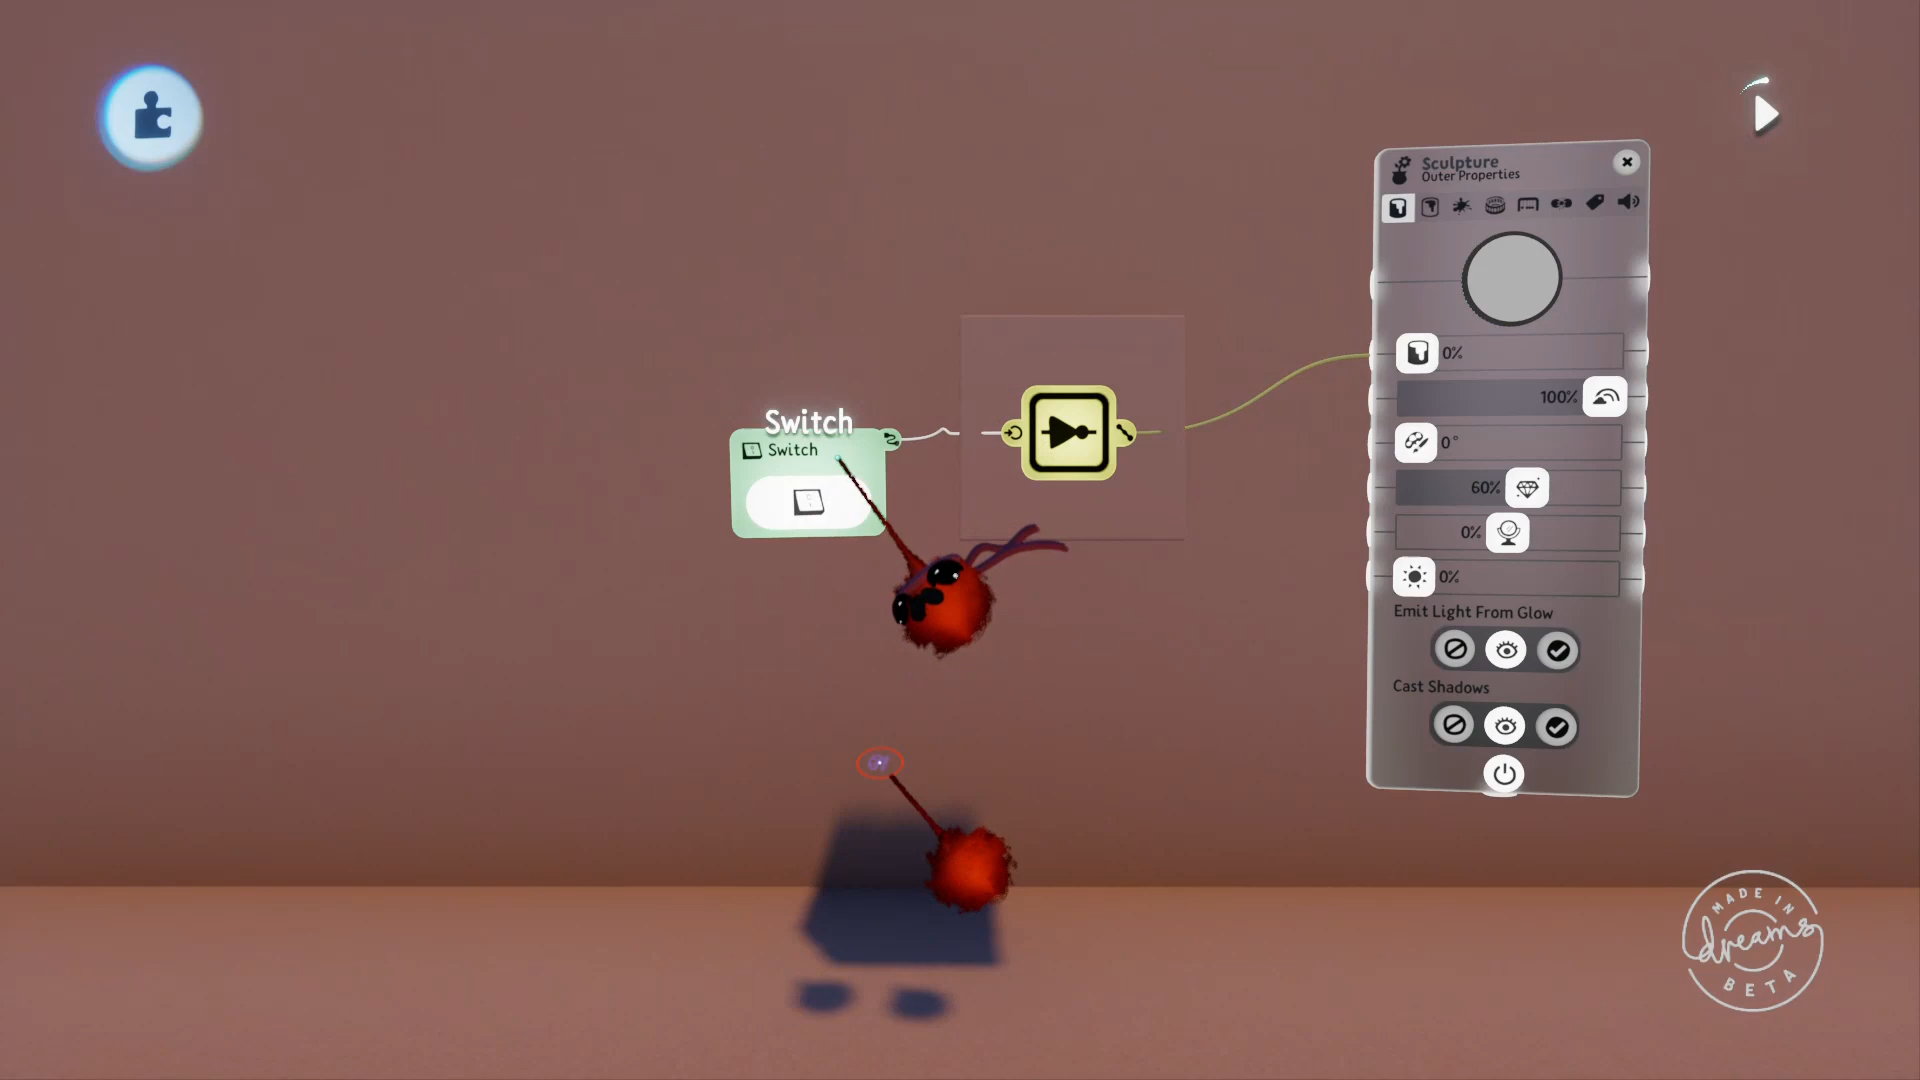 Switch
Switch
Sculpture
Outer Properties
0%
100%
0°
60%
0%
0%
Emit Light From Glow
Cast Shadows
MADE IN
dreams
BETA